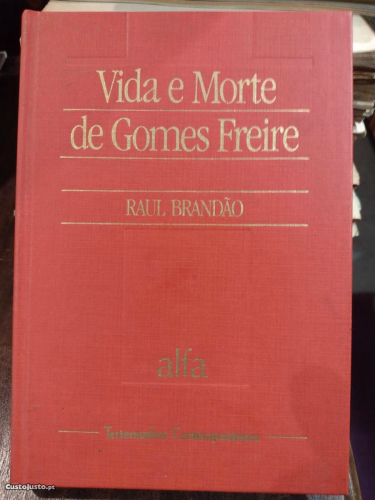 Vida e Morte
de Gomes Freire
RAUL BRANDÃO
alfa
Testemunhos Contemporâneos
CustoJusto.pt